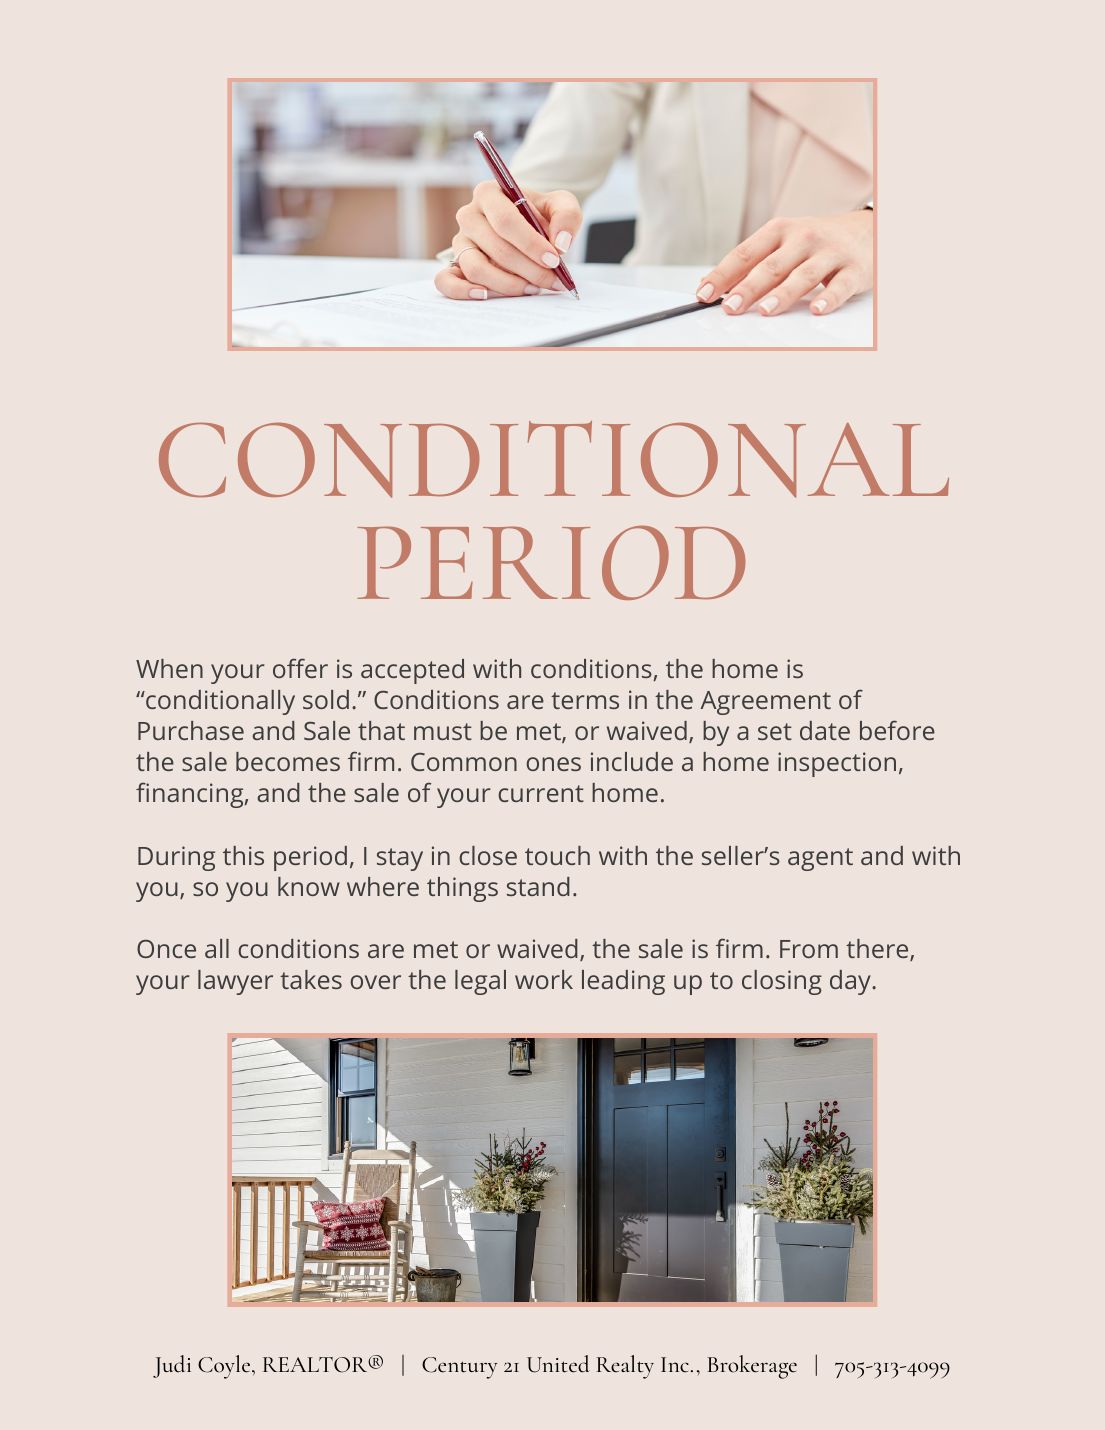 CONDITIONAL
PERIOD
When your offer is accepted with conditions, the home is
“conditionally sold.” Conditions are terms in the Agreement of
Purchase and Sale that must be met, or waived, by a set date before
the sale becomes firm. Common ones include a home inspection,
financing, and the sale of your current home.
During this period, I stay in close touch with the seller’s agent and with
you, so you know where things stand.
Once all conditions are met or waived, the sale is firm. From there,
your lawyer takes over the legal work leading up to closing day.
Judi Coyle, REALTOR® | Century 21 United Realty Inc., Brokerage | 705-313-4099